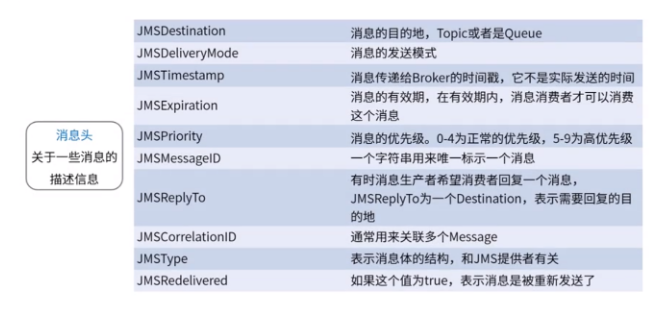 消息头
关于一些消息的
描述信息
JMSDestination 消息的目的地，Topic或者是Queue
JMSDeliveryMode 消息的发送模式
JMSTimestamp 消息传递给Broker的时间戳，它不是实际发送的时间
JMSExpiration 消息的有效期，在有效期内，消息消费者才可以消费
这个消息
JMSPriority 消息的优先级。0-4为正常的优先级，5-9为高优先级
JMSMessageID 一个字符串用来唯一标示一个消息
JMSReplyTo 有时消息生产者希望消费者回复一个消息，
JMSReplyTo为一个Destination，表示需要回复的目
的地
JMSCorrelationID 通常用来关联多个Message
JMSType 表示消息体的结构，和JMS提供者有关
JMSRedelivered 如果这个值为true，表示消息是被重新发送了